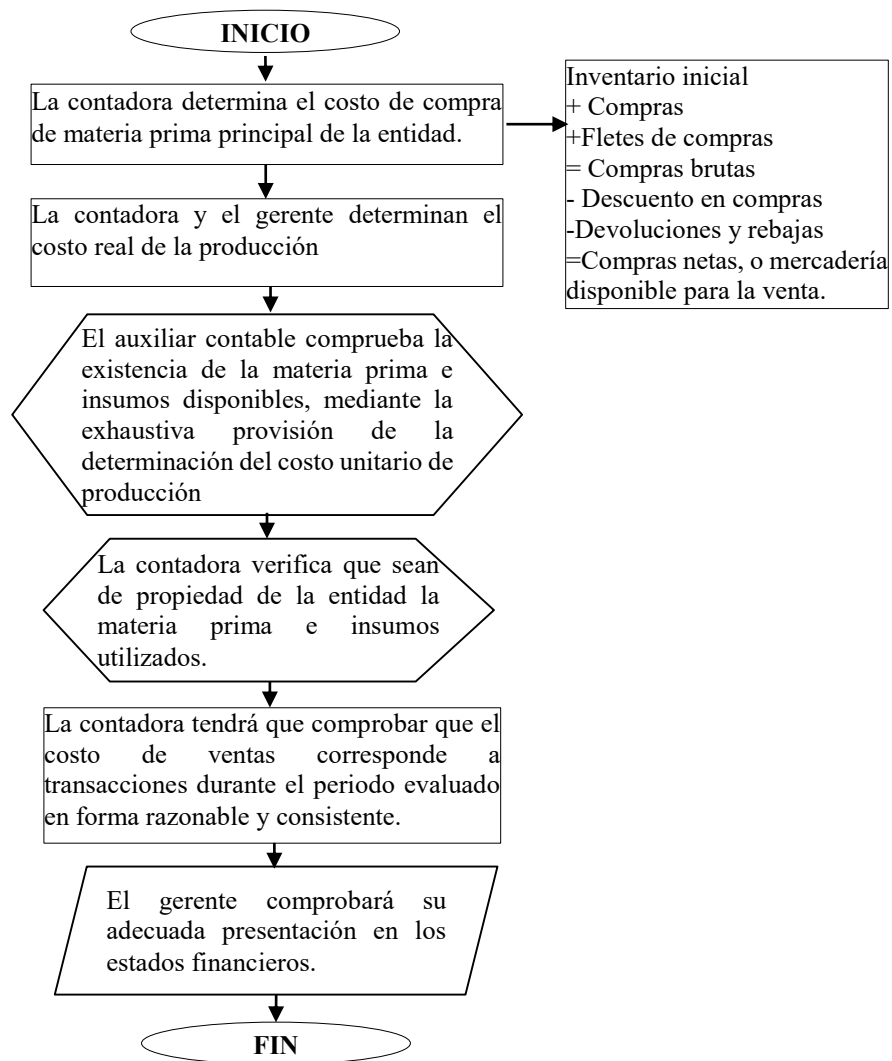 INICIO
La contadora determina el costo de compra
de materia prima principal de la entidad.
Inventario inicial
+ Compras
+Fletes de compras
= Compras brutas
- Descuento en compras
-Devoluciones y rebajas
=Compras netas, o mercadería
disponible para la venta.
La contadora y el gerente determinan el
costo real de la producción
El auxiliar contable comprueba la
existencia de la materia prima e
insumos disponibles, mediante la
exhaustiva provisión de la
determinación del costo unitario de
producción
La contadora verifica que sean
de propiedad de la entidad la
materia prima e insumos
utilizados.
La contadora tendrá que comprobar que el
costo de ventas corresponde a
transacciones durante el periodo evaluado
en forma razonable y consistente.
El gerente comprobará su
adecuada presentación en los
estados financieros.
FIN